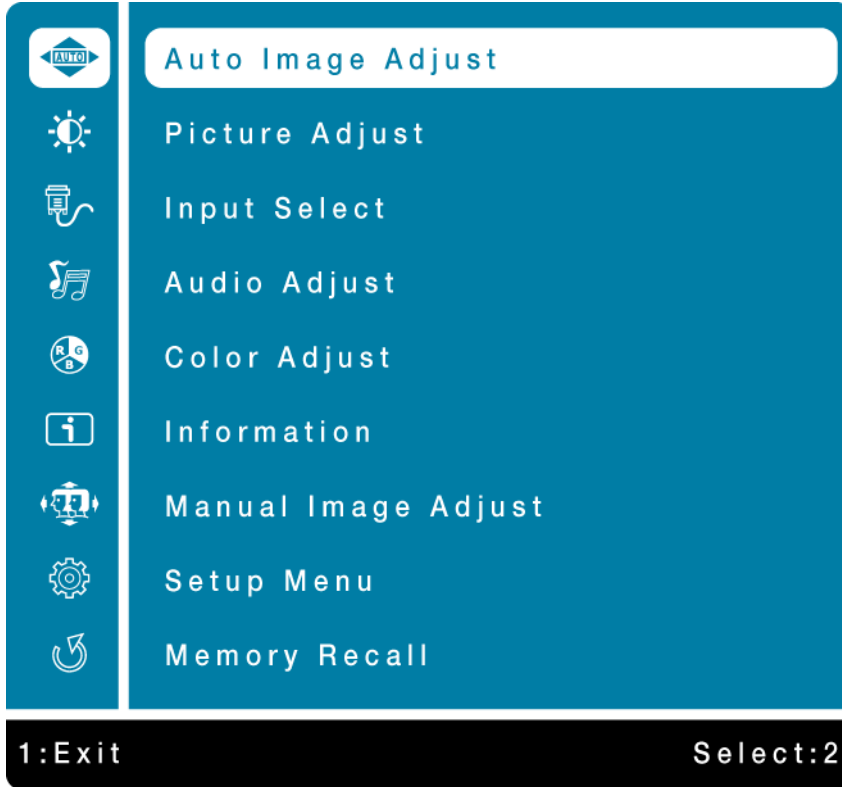 AUTO
Auto Image Adjust
Picture Adjust
Input Select
Audio Adjust
R G B
Color Adjust
i
Information
Manual Image Adjust
Setup Menu
Memory Recall
1:Exit
Select:2